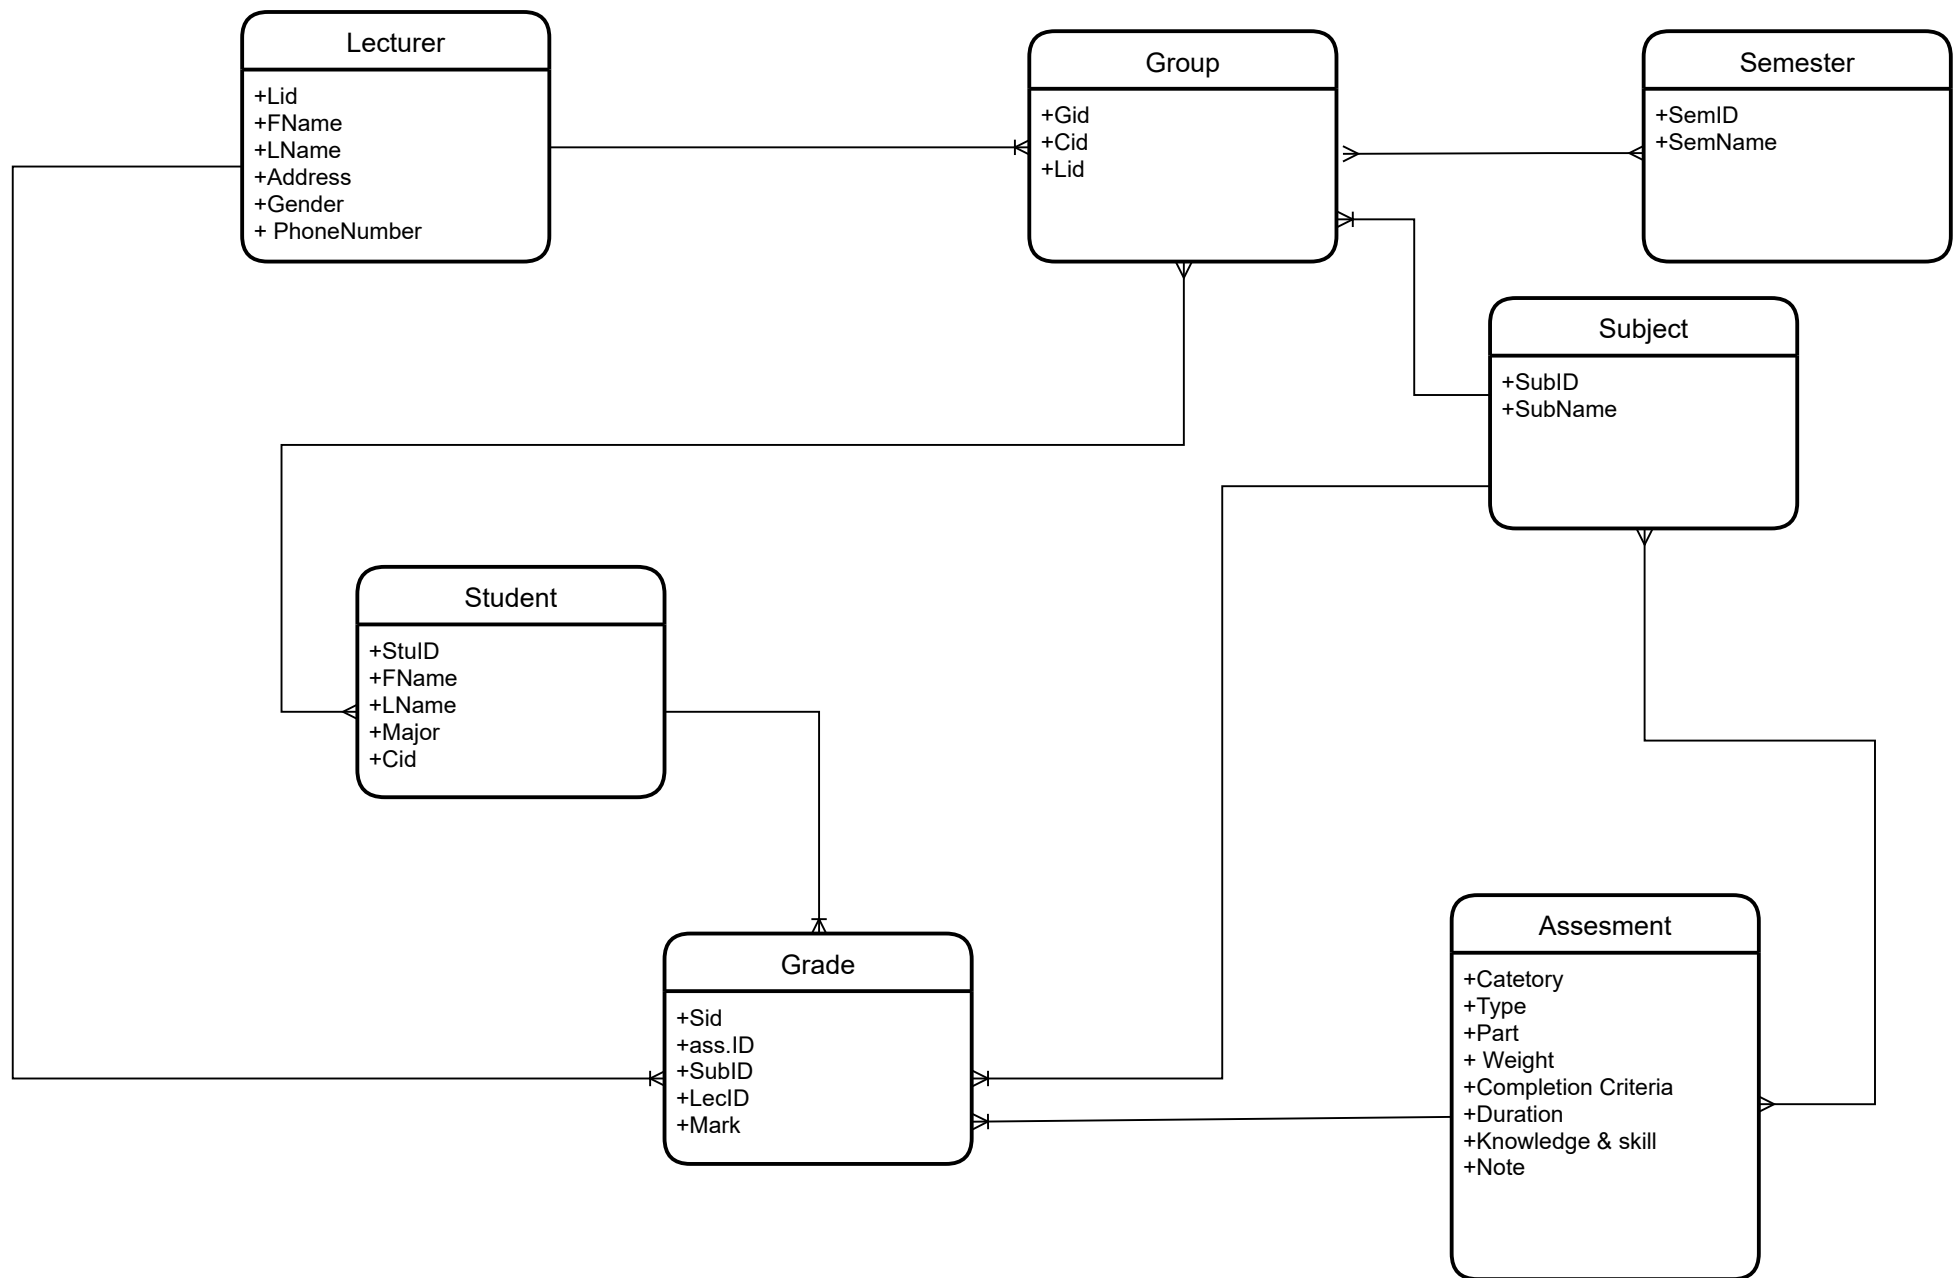 Lecturer
+Lid
+FName
+LName
+Address
+Gender
+ PhoneNumber
Group
+Gid
+Cid
+Lid
Semester
+SemID
+SemName
Subject
+SubID
+SubName
Student
+StuID
+FName
+LName
+Major
+Cid
Grade
+Sid
+ass.ID
+SubID
+LecID
+Mark
Assesment
+Catetory
+Type
+Part
+ Weight
+Completion Criteria
+Duration
+Knowledge & skill
+Note